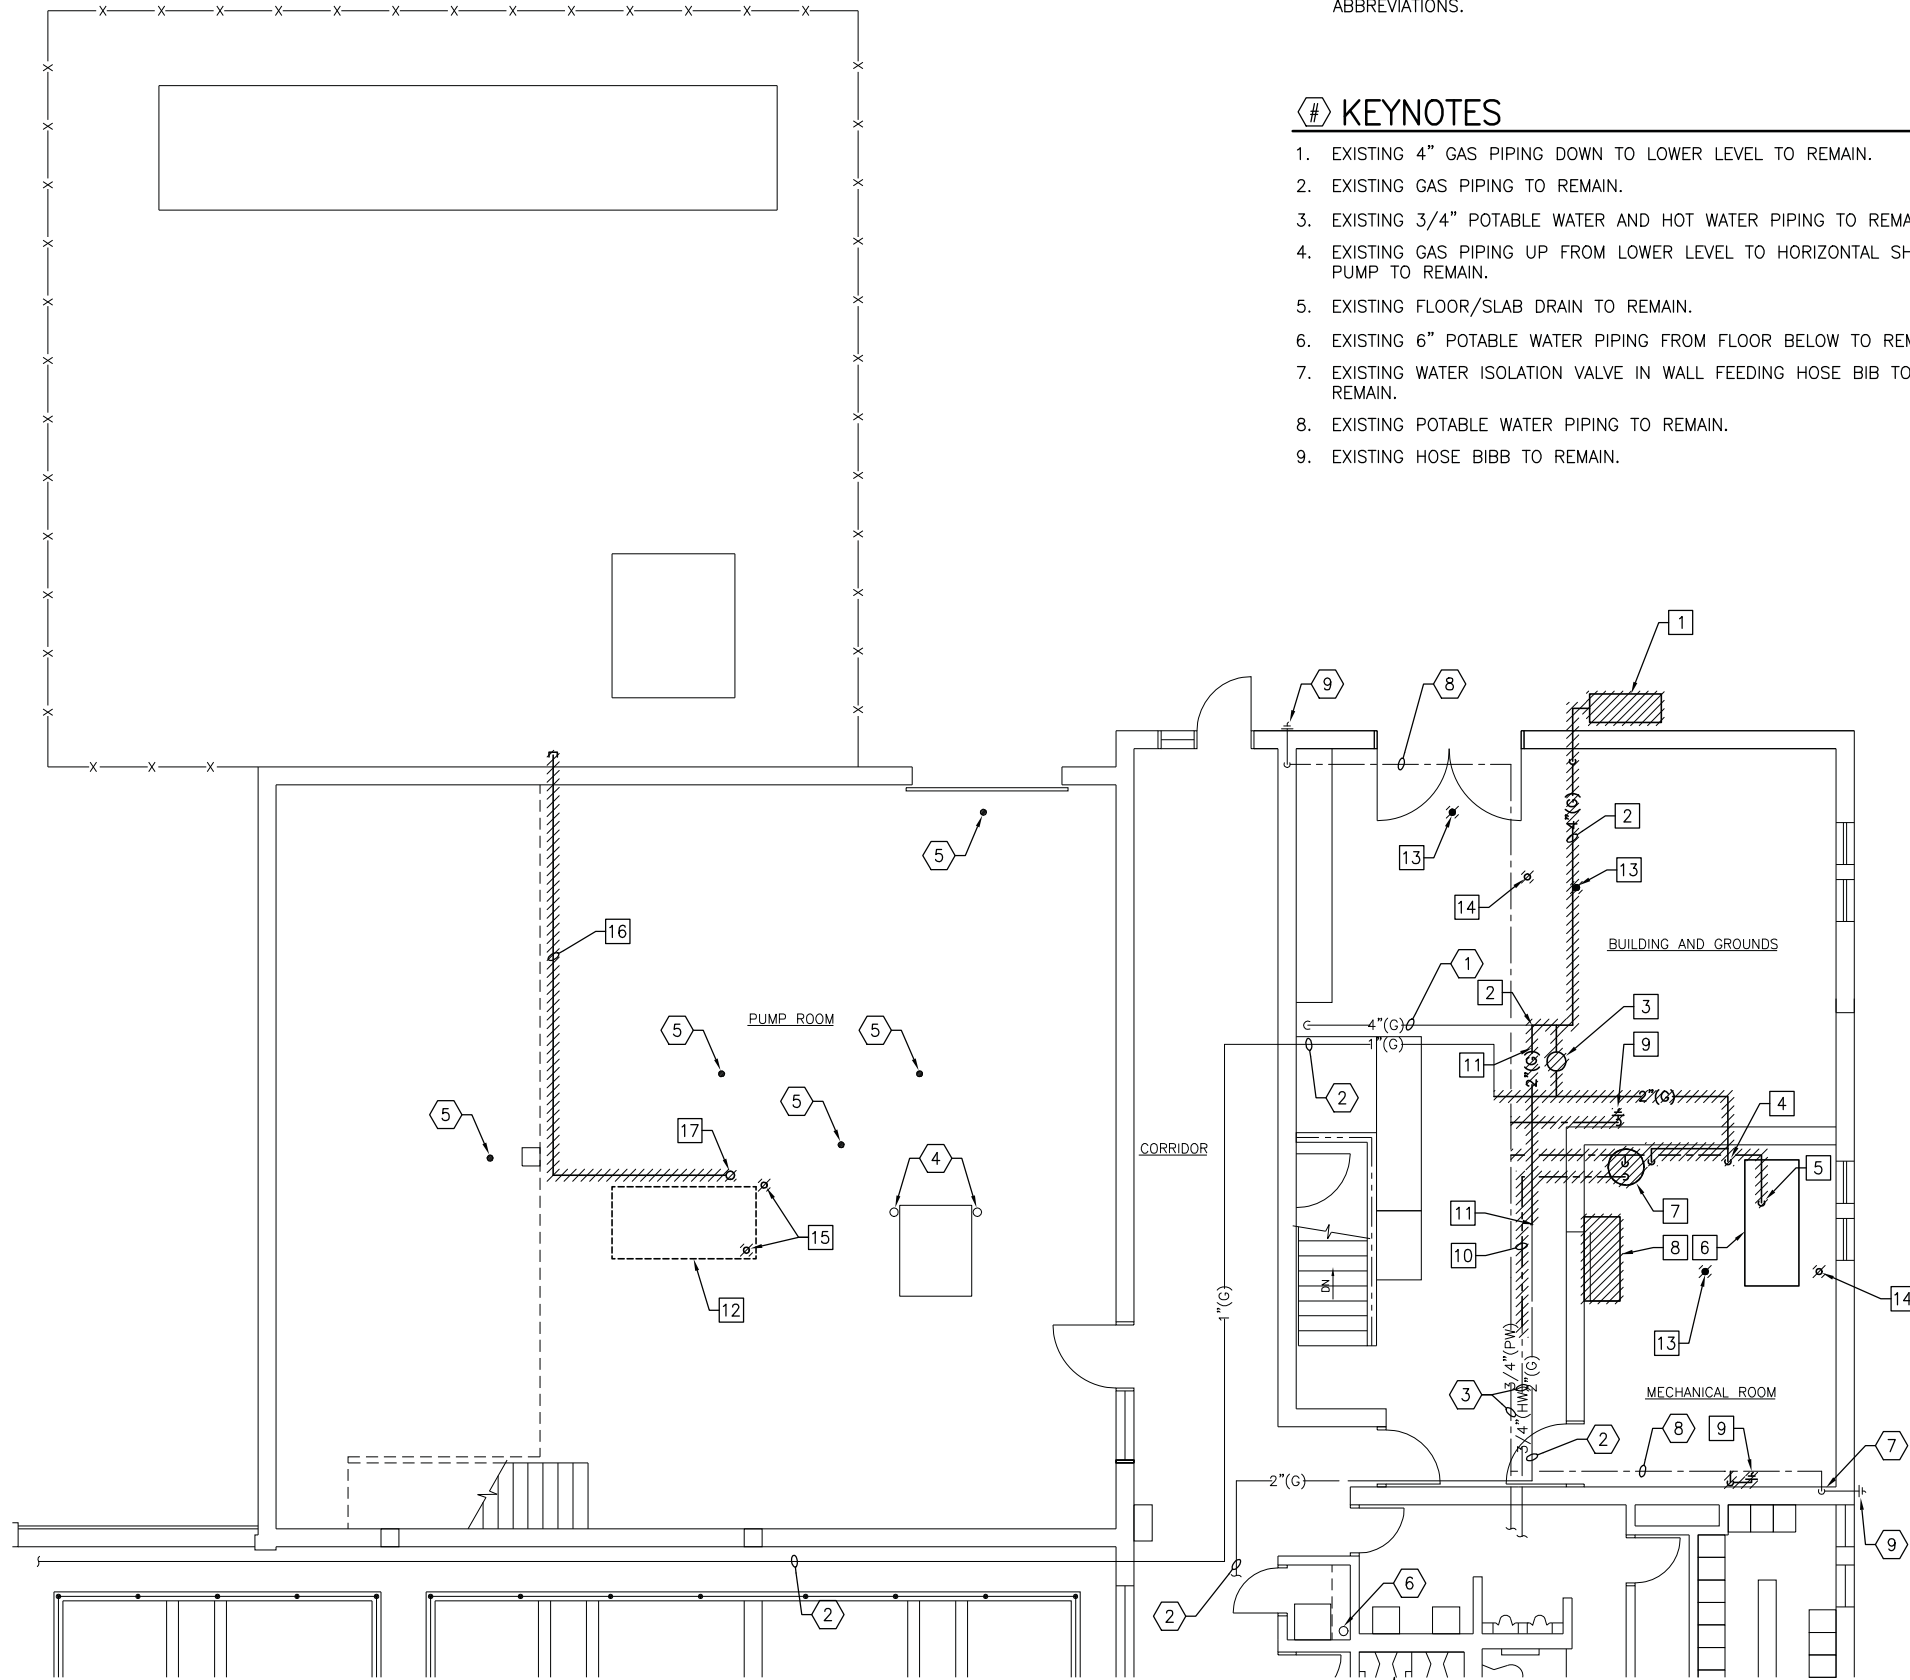 ABBREVIATIONS.
# KEYNOTES
1. EXISTING 4" GAS PIPING DOWN TO LOWER LEVEL TO REMAIN.
2. EXISTING GAS PIPING TO REMAIN.
3. EXISTING 3/4" POTABLE WATER AND HOT WATER PIPING TO REMA
4. EXISTING GAS PIPING UP FROM LOWER LEVEL TO HORIZONTAL SH
PUMP TO REMAIN.
5. EXISTING FLOOR/SLAB DRAIN TO REMAIN.
6. EXISTING 6" POTABLE WATER PIPING FROM FLOOR BELOW TO REM
7. EXISTING WATER ISOLATION VALVE IN WALL FEEDING HOSE BIB TO
REMAIN.
8. EXISTING POTABLE WATER PIPING TO REMAIN.
9. EXISTING HOSE BIBB TO REMAIN.
1
9
8
4"(G)
2
5
13
13
14
16
BUILDING AND GROUNDS
1
2
3
PUMP ROOM
5
5
4"(G)
1"(G)
9
11
2"(G)
2"(G)
2
4
5
5
17
CORRIDOR
4
5
7
11
15
10
8
6
DN
14
12
1"(G)
13
3/4"(PW)
2"(G)
3
3/4"(HW)
MECHANICAL ROOM
2
8
9
7
2"(G)
9
6
2
2